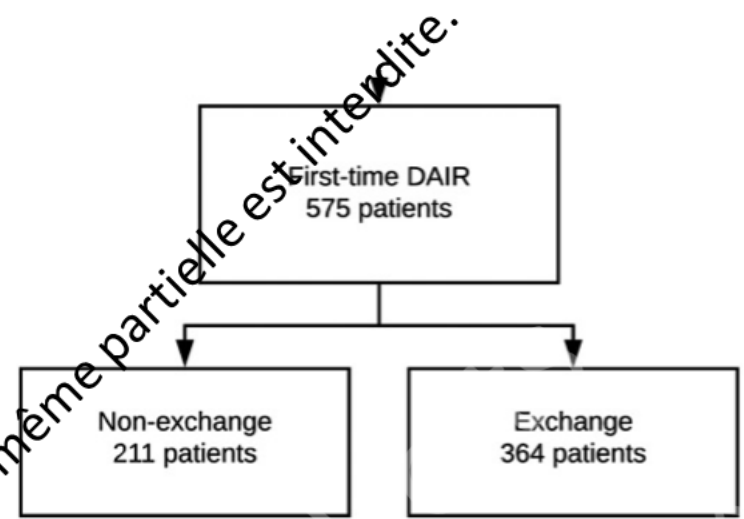 même partielle est interdite.
First-time DAIR
575 patients
Non-exchange
211 patients
Exchange
364 patients